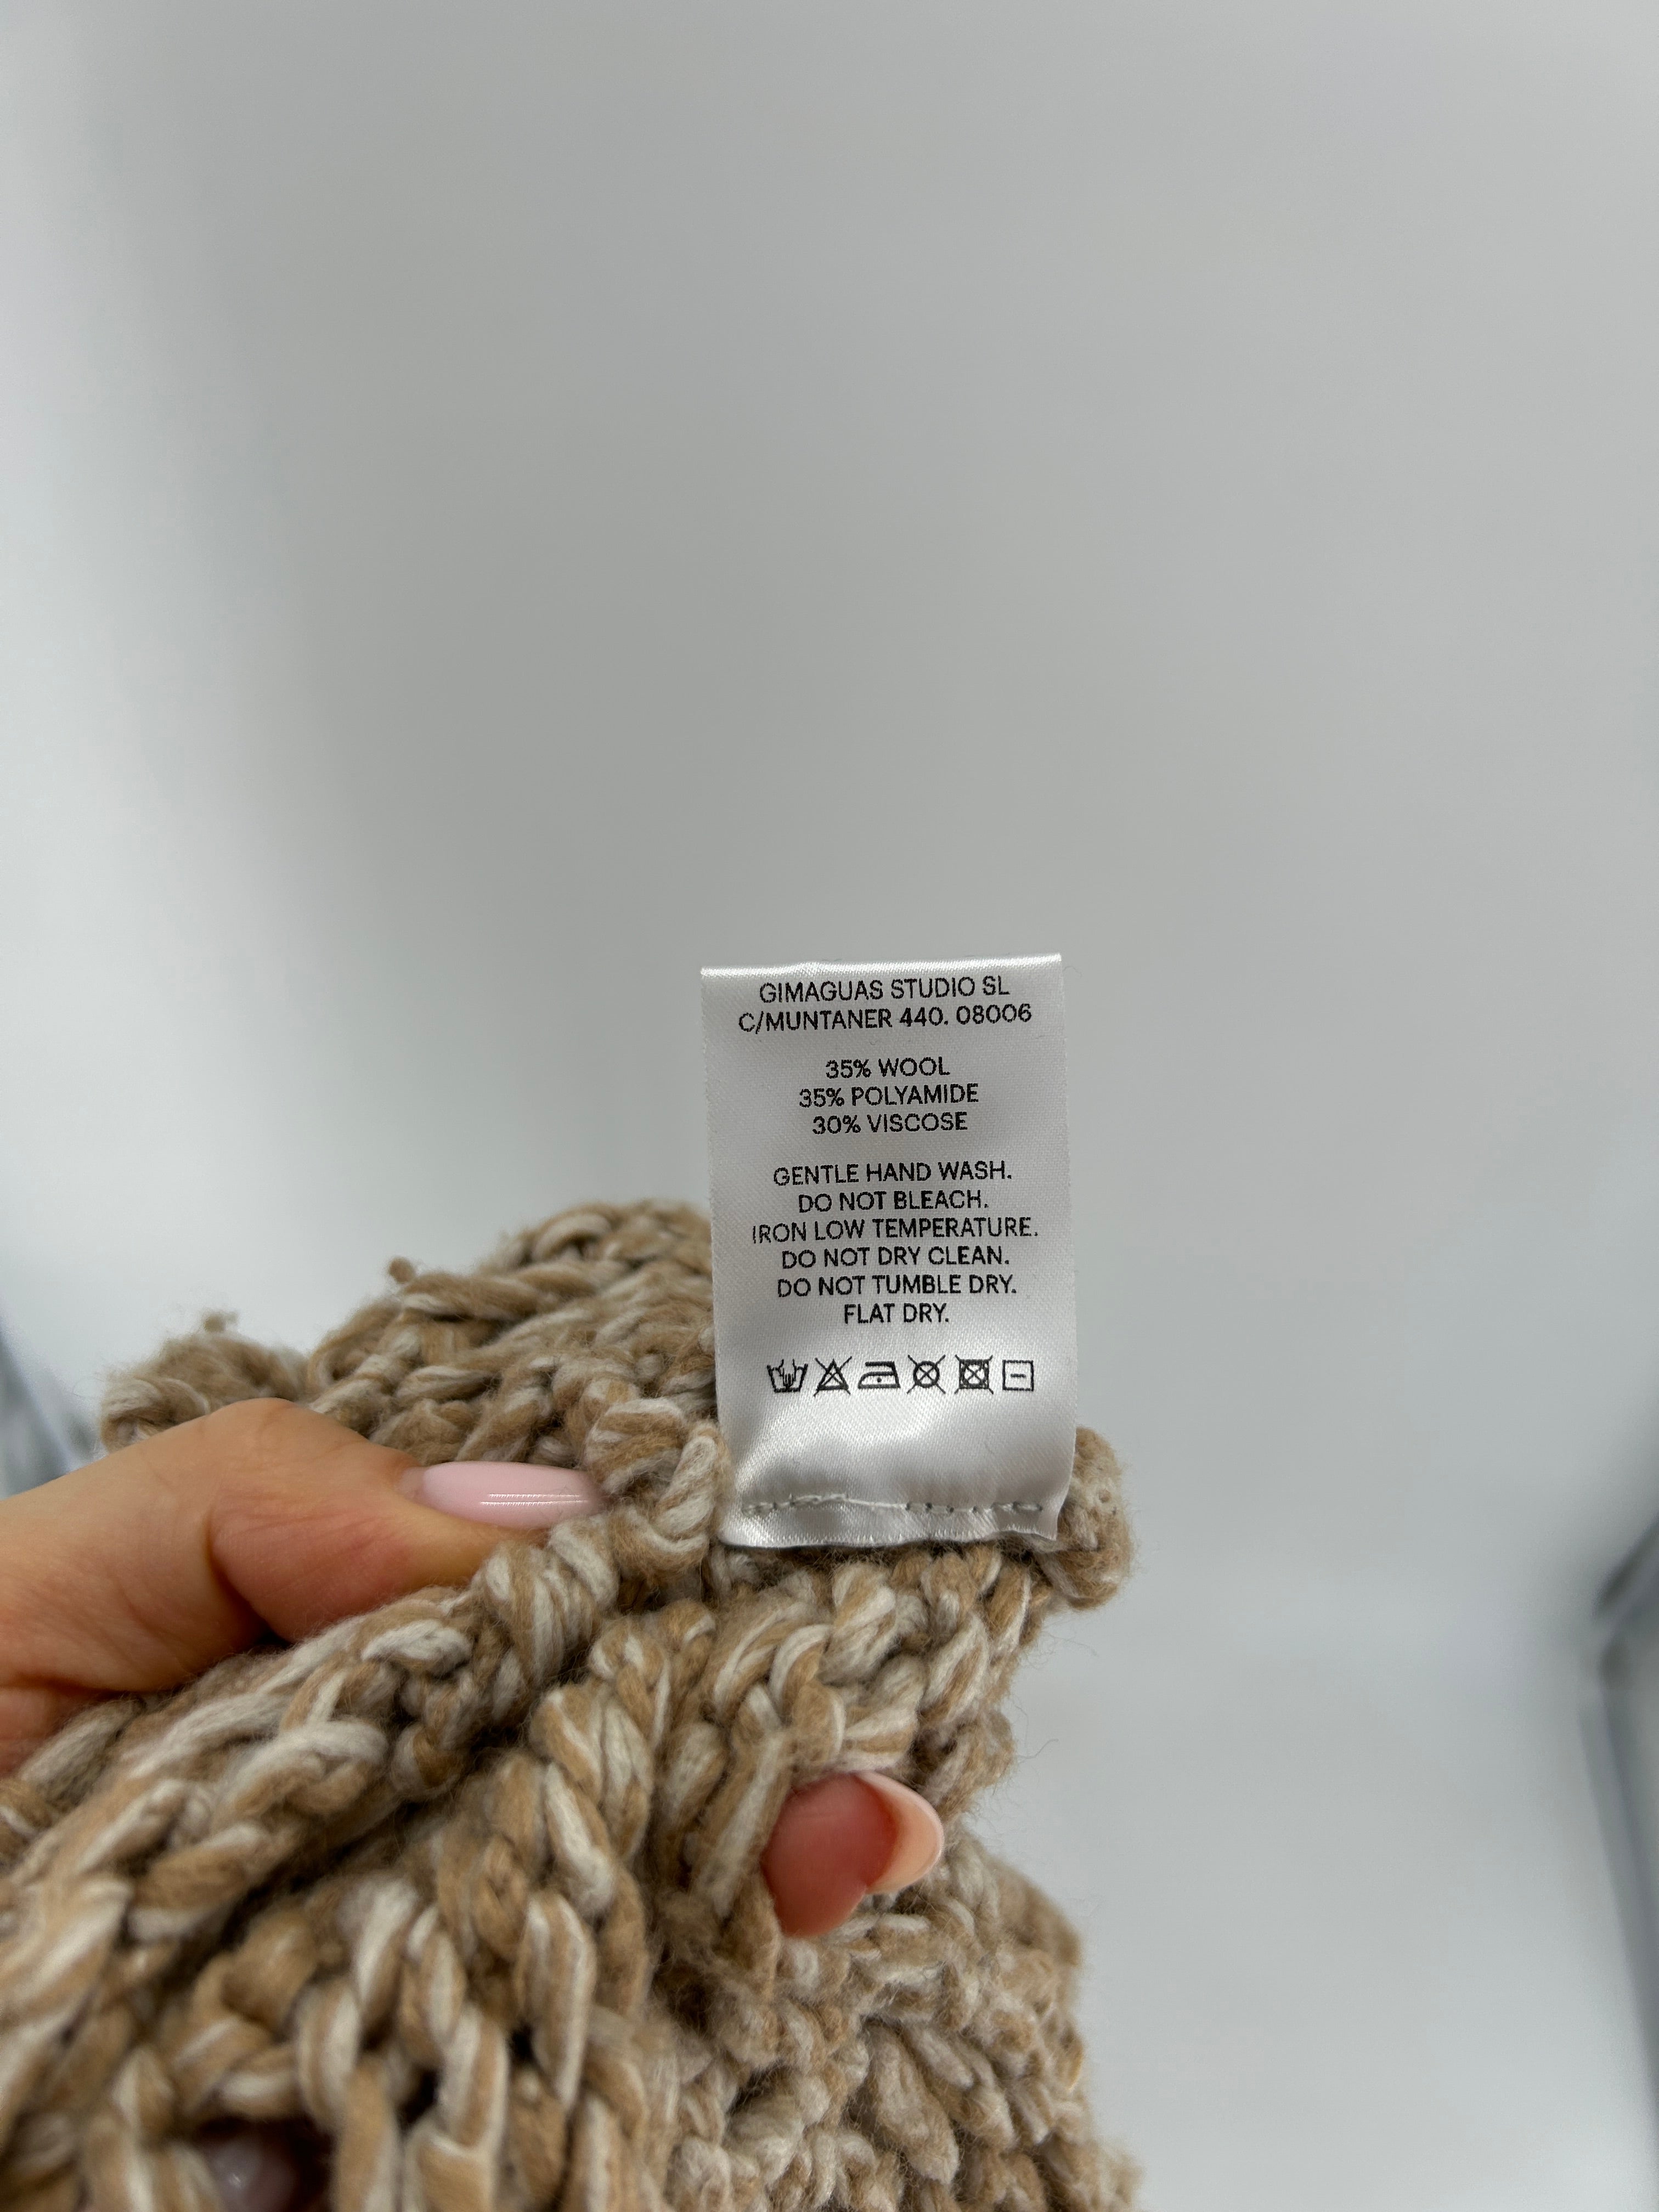 GIMAGUAS STUDIO SL
C/MUNTANER 440. 08006
35% WOOL
35% POLYAMIDE
30% VISCOSE
GENTLE HAND WASH.
DO NOT BLEACH.
IRON LOW TEMPERATURE.
DO NOT DRY CLEAN.
DO NOT TUMBLE DRY.
FLAT DRY.